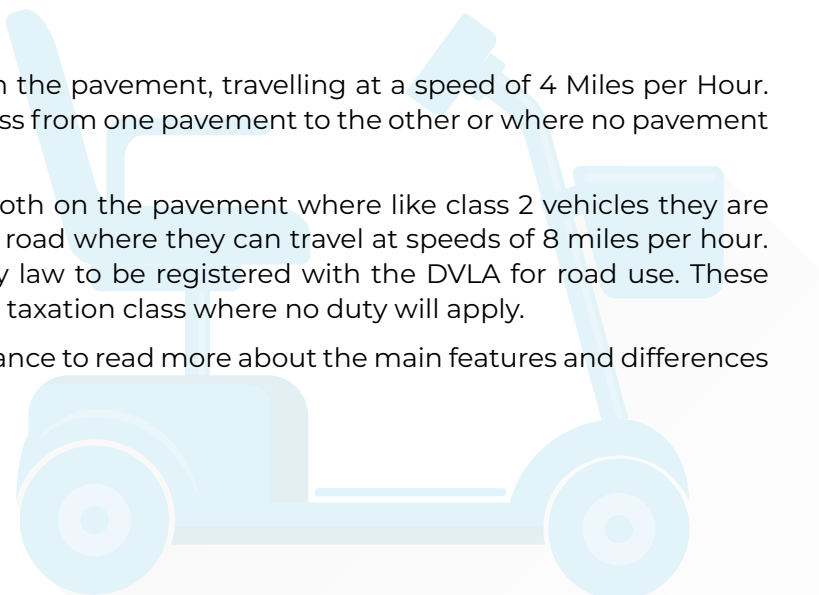 the pavement, travelling at a speed of 4 Miles per Hour.
from one pavement to the other or where no pavement
on the pavement where like class 2 vehicles they are
road where they can travel at speeds of 8 miles per hour.
law to be registered with the DVLA for road use. These
taxation class where no duty will apply.
to read more about the main features and differences